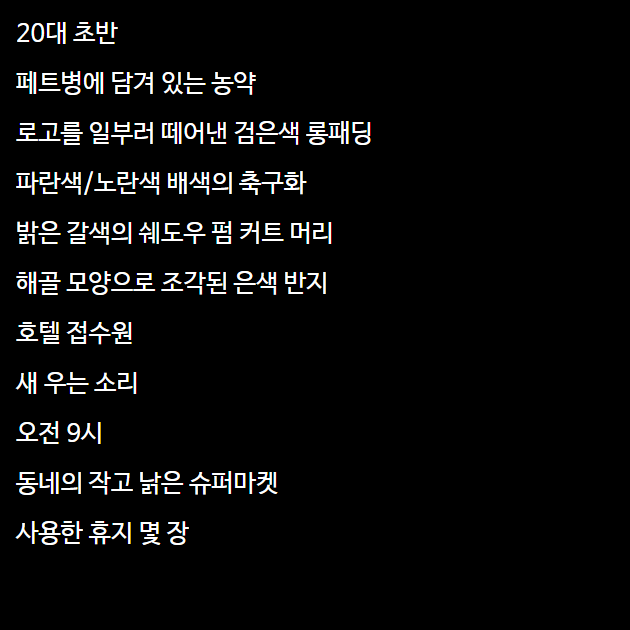 20대 초반
페트병에 담겨 있는 농약
로고를 일부러 떼어낸 검은색 롱패딩
파란색/노란색 배색의 축구화
밝은 갈색의 쉐도우 펌 커트 머리
해골 모양으로 조각된 은색 반지
호텔 접수원
새 우는 소리
오전 9시
동네의 작고 낡은 슈퍼마켓
사용한 휴지 몇 장